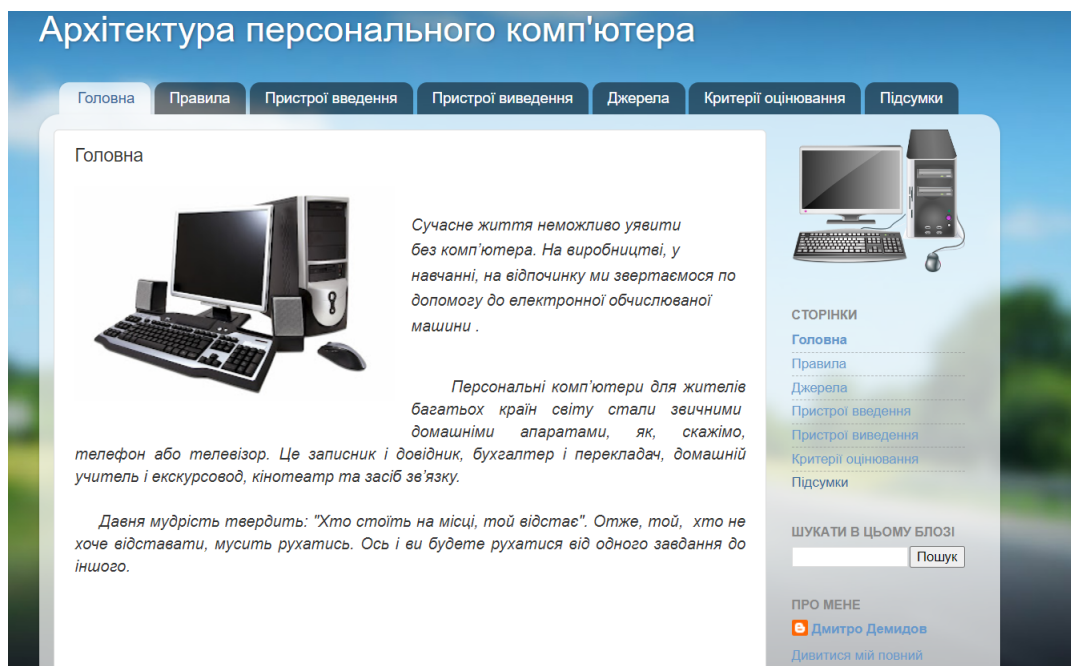 Архітектура персонального комп'ютера
Головна
Правила
Пристрої введення
Пристрої виведення
Джерела
Критерії оцінювання
Підсумки
Головна
Сучасне життя неможливо уявити
без комп’ютера. На виробництві, у
навчанні, на відпочинку ми звертаємося по
допомогу до електронної обчислюваної
машини .
Персональні комп’ютери для жителів
багатьох країн світу стали звичними
домашніми апаратами, як, скажімо,
телефон або телевізор. Це записник і довідник, бухгалтер і перекладач, домашній
учитель і екскурсовод, кінотеатр та засіб зв’язку.
Давня мудрість твердить: "Хто стоїть на місці, той відстає". Отже, той, хто не
хоче відставати, мусить рухатись. Ось і ви будете рухатися від одного завдання до
іншого.
СТОРІНКИ
Головна
Правила
Джерела
Пристрої введення
Пристрої виведення
Критерії оцінювання
Підсумки
ШУКАТИ В ЦЬОМУ БЛОЗІ
Пошук
ПРО МЕНЕ
Дмитро Демидов
Дивитися мій повний